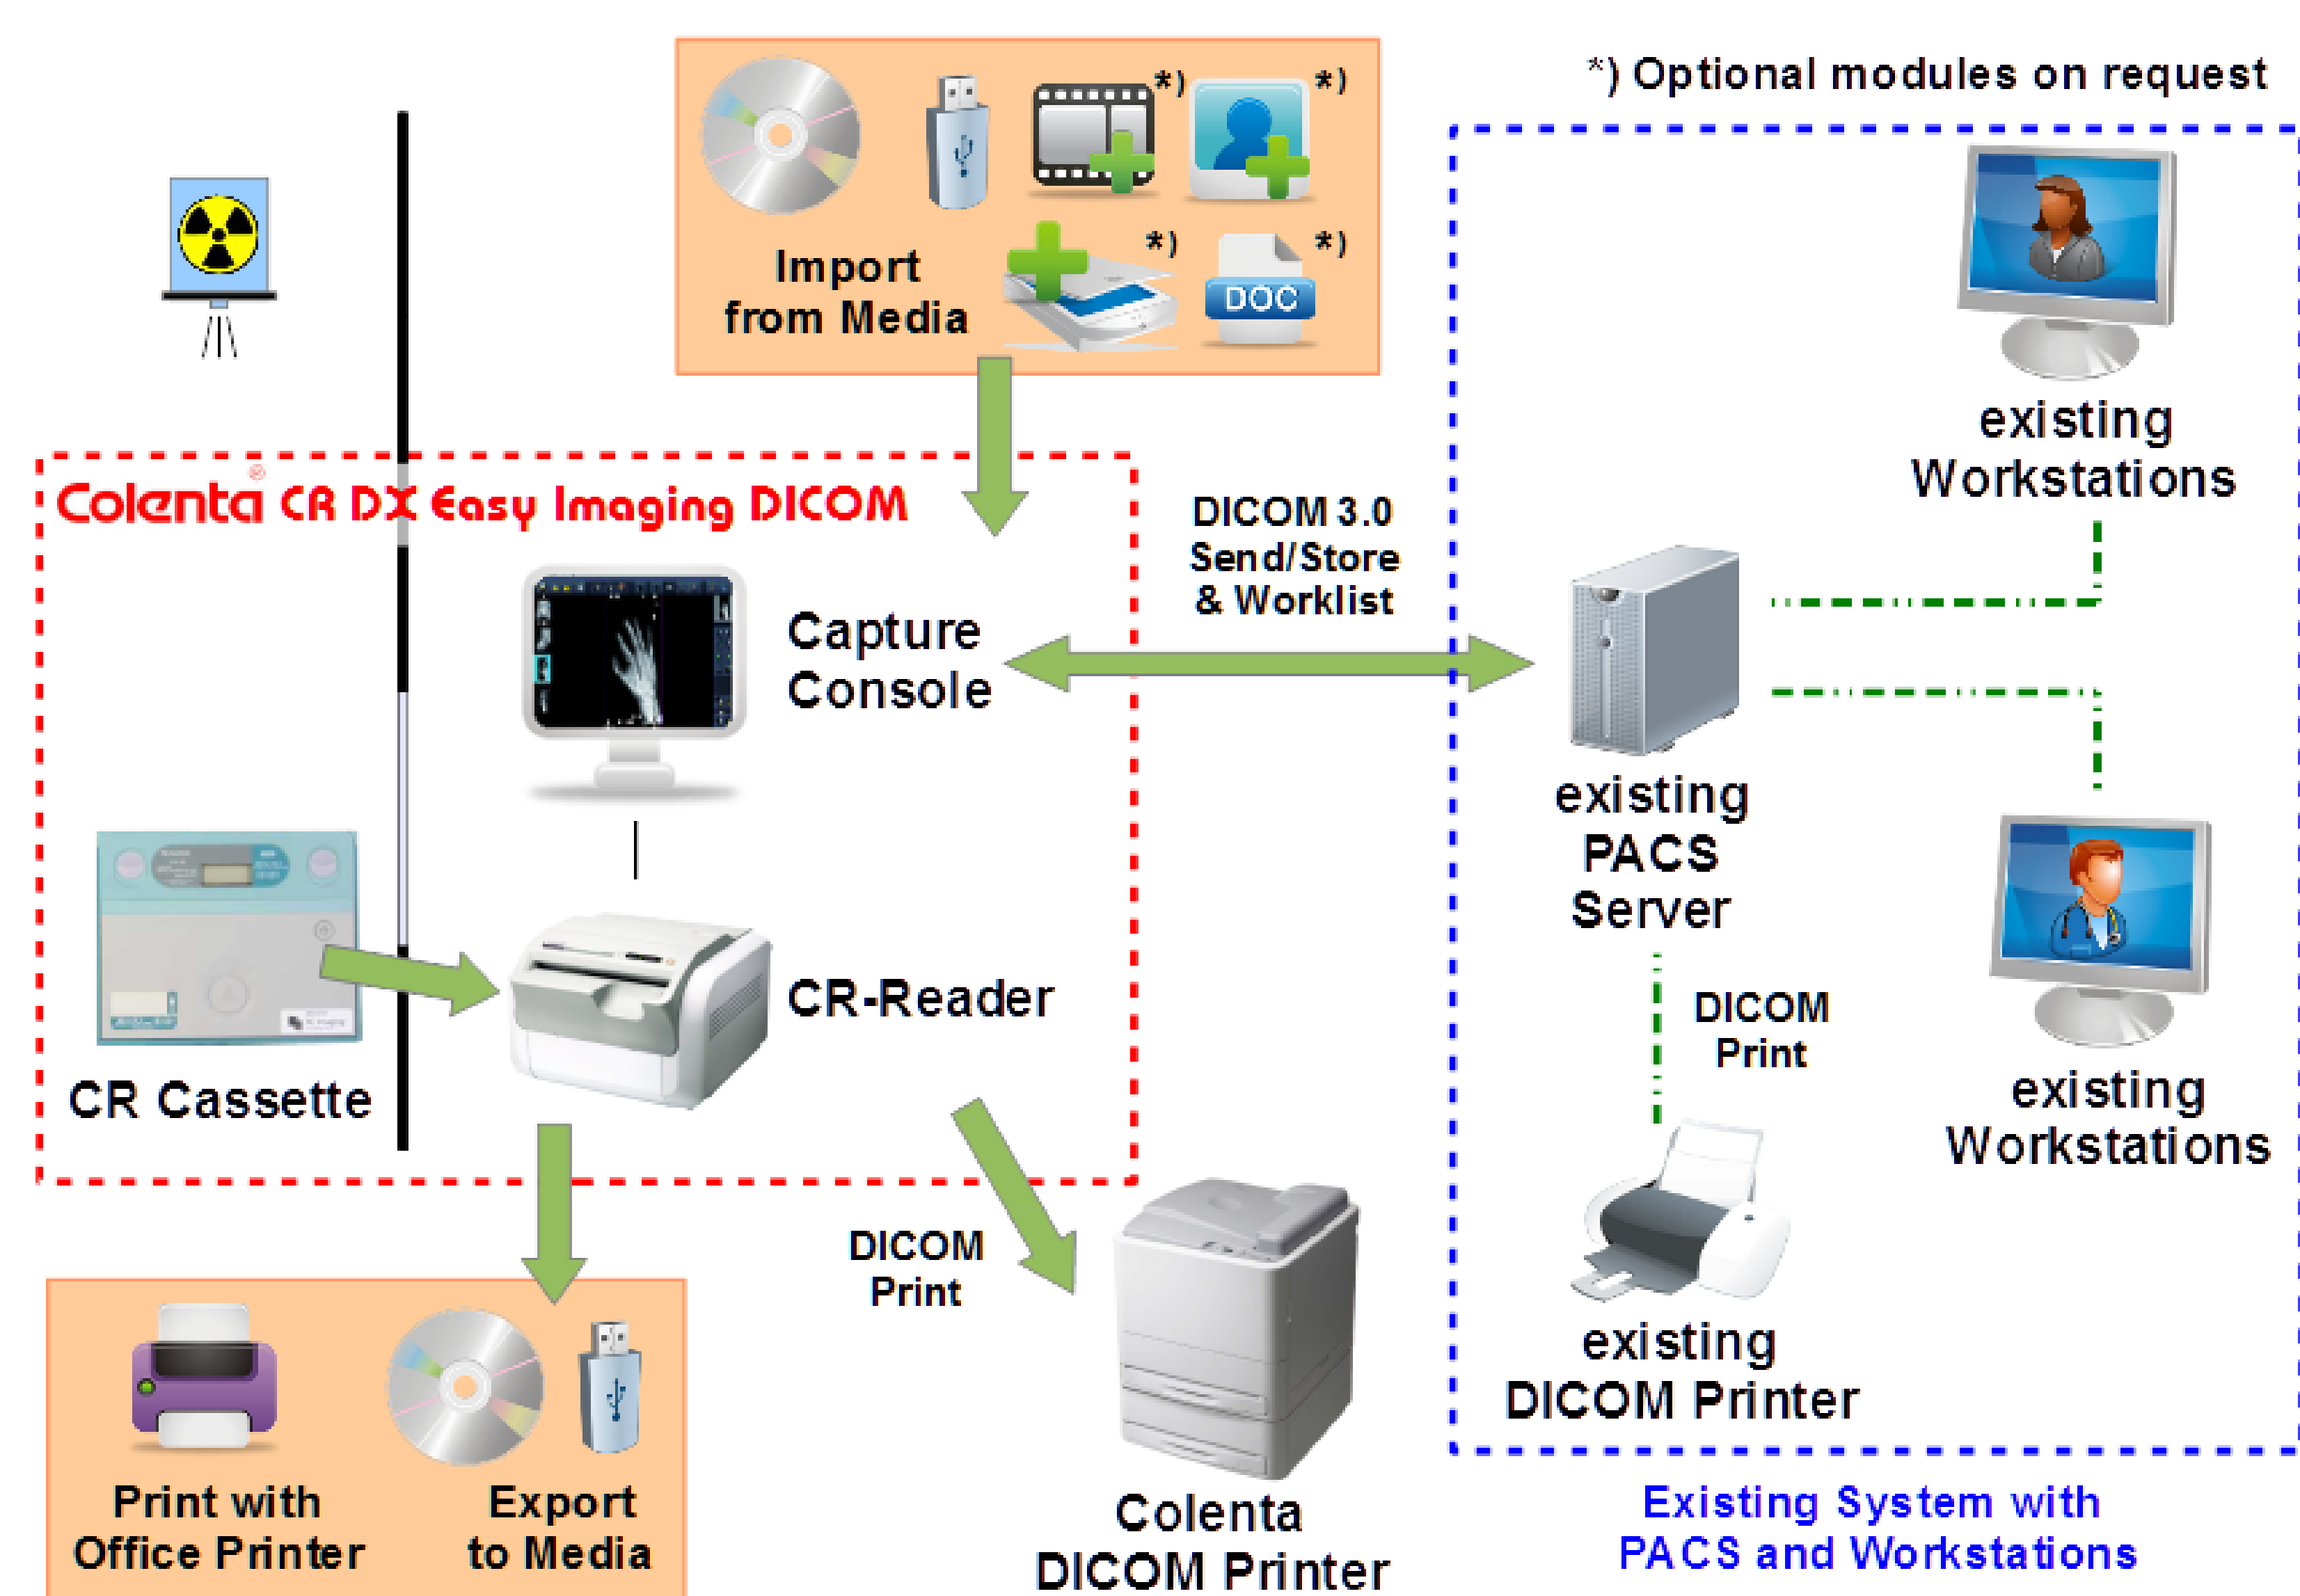 *) Optional modules on request
*)
*)
Import
from Media
*)
*)
DOC
existing
Workstations
Colenta® CR DX Easy Imaging DICOM
DICOM 3.0
Send/Store
& Worklist
Capture
Console
existing
PACS
Server
CR-Reader
CR Cassette
DICOM
Print
existing
Workstations
DICOM
Print
existing
DICOM Printer
Print with
Office Printer
Export
to Media
Colenta
DICOM Printer
Existing System with
PACS and Workstations